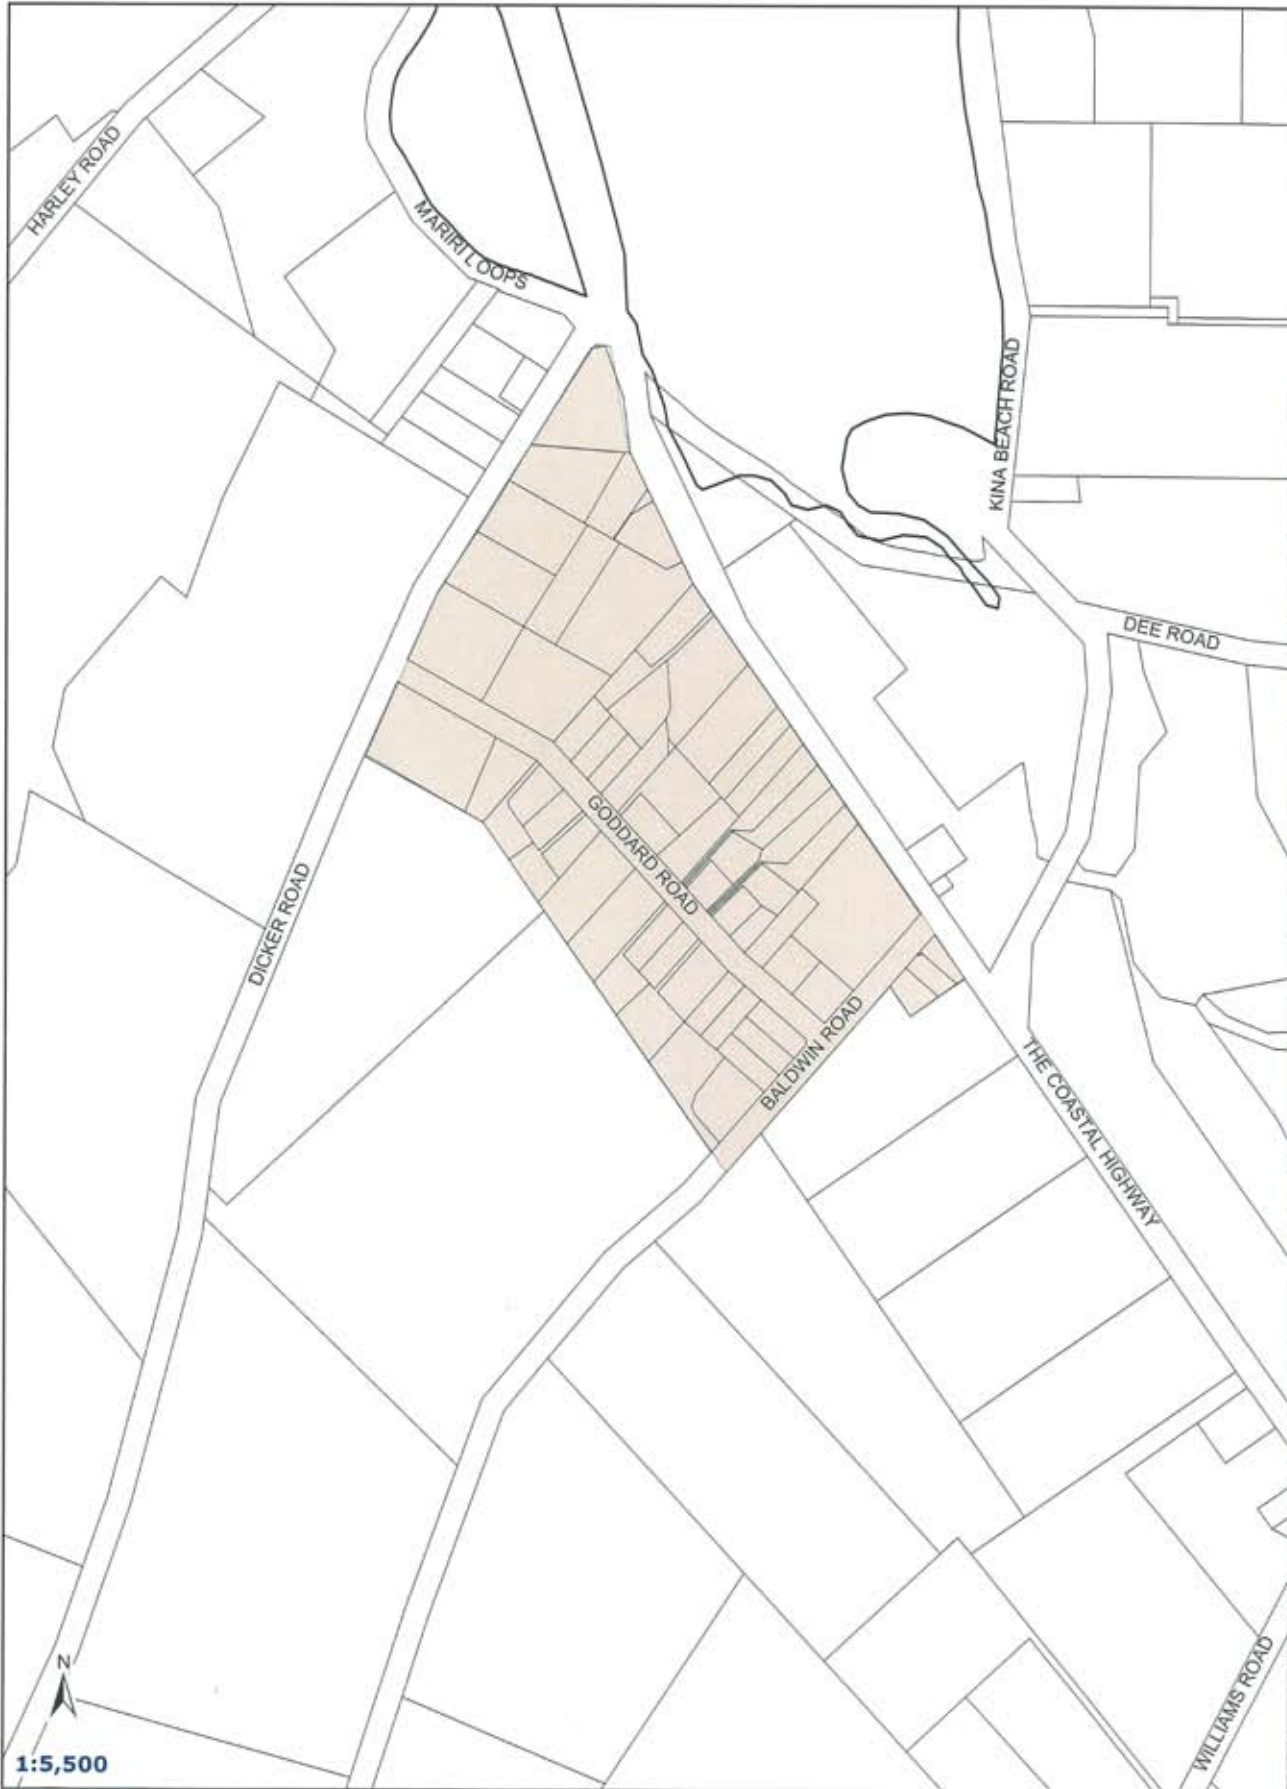 HARLEY ROAD
MARIRI LOOPS
KINA BEACH ROAD
DEE ROAD
GODDARD ROAD
DICKER ROAD
BALDWIN ROAD
THE COASTAL HIGHWAY
WILLIAMS ROAD
N
1:5,500